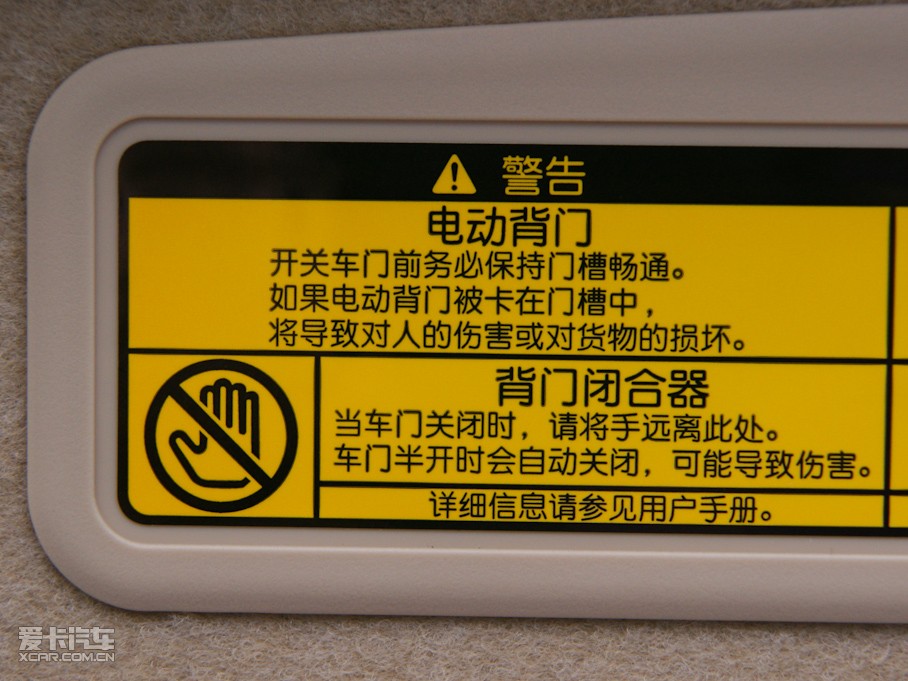 警告
电动背门
开关车门前务必保持门槽畅通。
如果电动背门被卡在门槽中，
将导致对人的伤害或对货物的损坏。
背门闭合器
当车门关闭时，请将手远离此处。
车门半开时会自动关闭，可能导致伤害。
详细信息请参见用户手册。
爱卡汽车
XCAR.COM.CN